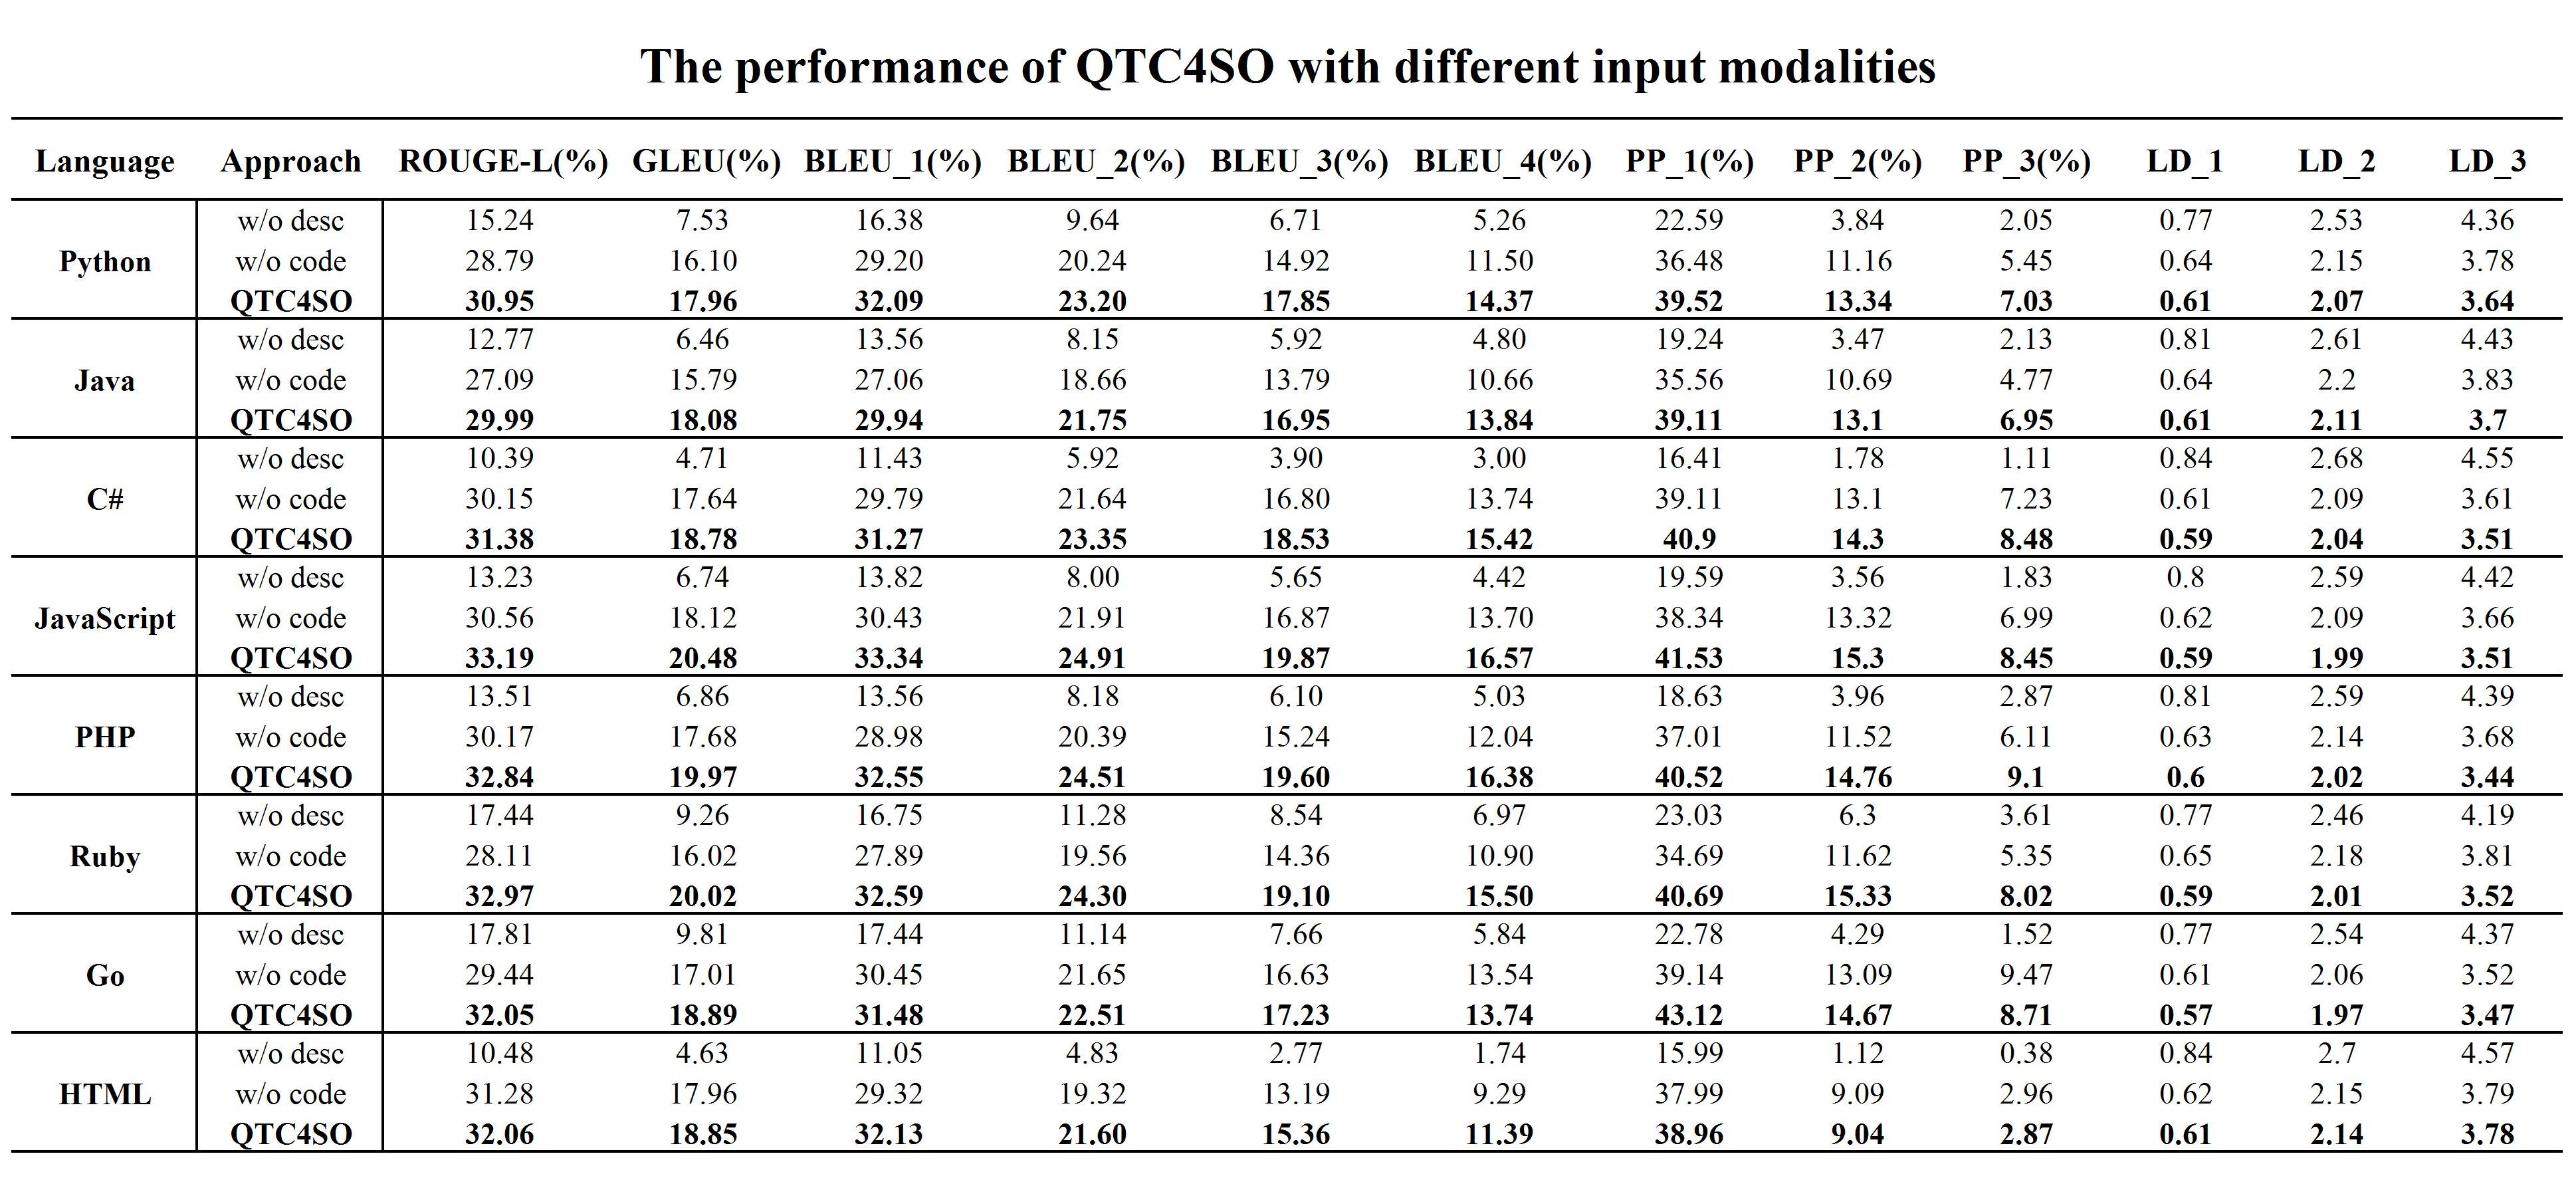 The performance of QTC4SO with different input modalities
Language Approach ROUGE-L(%) GLEU(%) BLEU_1(%) BLEU_2(%) BLEU_3(%) BLEU_4(%) PP_1(%) PP_2(%) PP_3(%) LD_1 LD_2 LD_3
w/o desc 15.24 7.53 16.38 9.64 6.71 5.26 22.59 3.84 2.05 0.77 2.53 4.36
Python w/o code 28.79 16.10 29.20 20.24 14.92 11.50 36.48 11.16 5.45 0.64 2.15 3.78
QTC4SO 30.95 17.96 32.09 23.20 17.85 14.37 39.52 13.34 7.03 0.61 2.07 3.64
w/o desc 12.77 6.46 13.56 8.15 5.92 4.80 19.24 3.47 2.13 0.81 2.61 4.43
Java w/o code 27.09 15.79 27.06 18.66 13.79 10.66 35.56 10.69 4.77 0.64 2.2 3.83
QTC4SO 29.99 18.08 29.94 21.75 16.95 13.84 39.11 13.1 6.95 0.61 2.11 3.7
w/o desc 10.39 4.71 11.43 5.92 3.90 3.00 16.41 1.78 1.11 0.84 2.68 4.55
C# w/o code 30.15 17.64 29.79 21.64 16.80 13.74 39.11 13.1 7.23 0.61 2.09 3.61
QTC4SO 31.38 18.78 31.27 23.35 18.53 15.42 40.9 14.3 8.48 0.59 2.04 3.51
w/o desc 13.23 6.74 13.82 8.00 5.65 4.42 19.59 3.56 1.83 0.8 2.59 4.42
JavaScript w/o code 30.56 18.12 30.43 21.91 16.87 13.70 38.34 13.32 6.99 0.62 2.09 3.66
QTC4SO 33.19 20.48 33.34 24.91 19.87 16.57 41.53 15.3 8.45 0.59 1.99 3.51
w/o desc 13.51 6.86 13.56 8.18 6.10 5.03 18.63 3.96 2.87 0.81 2.59 4.39
PHP w/o code 30.17 17.68 28.98 20.39 15.24 12.04 37.01 11.52 6.11 0.63 2.14 3.68
QTC4SO 32.84 19.97 32.55 24.51 19.60 16.38 40.52 14.76 9.1 0.6 2.02 3.44
w/o desc 17.44 9.26 16.75 11.28 8.54 6.97 23.03 6.3 3.61 0.77 2.46 4.19
Ruby w/o code 28.11 16.02 27.89 19.56 14.36 10.90 34.69 11.62 5.35 0.65 2.18 3.81
QTC4SO 32.97 20.02 32.59 24.30 19.10 15.50 40.69 15.33 8.02 0.59 2.01 3.52
w/o desc 17.81 9.81 17.44 11.14 7.66 5.84 22.78 4.29 1.52 0.77 2.54 4.37
Go w/o code 29.44 17.01 30.45 21.65 16.63 13.54 39.14 13.09 9.47 0.61 2.06 3.52
QTC4SO 32.05 18.89 31.48 22.51 17.23 13.74 43.12 14.67 8.71 0.57 1.97 3.47
w/o desc 10.48 4.63 11.05 4.83 2.77 1.74 15.99 1.12 0.38 0.84 2.7 4.57
HTML w/o code 31.28 17.96 29.32 19.32 13.19 9.29 37.99 9.09 2.96 0.62 2.15 3.79
QTC4SO 32.06 18.85 32.13 21.60 15.36 11.39 38.96 9.04 2.87 0.61 2.14 3.78